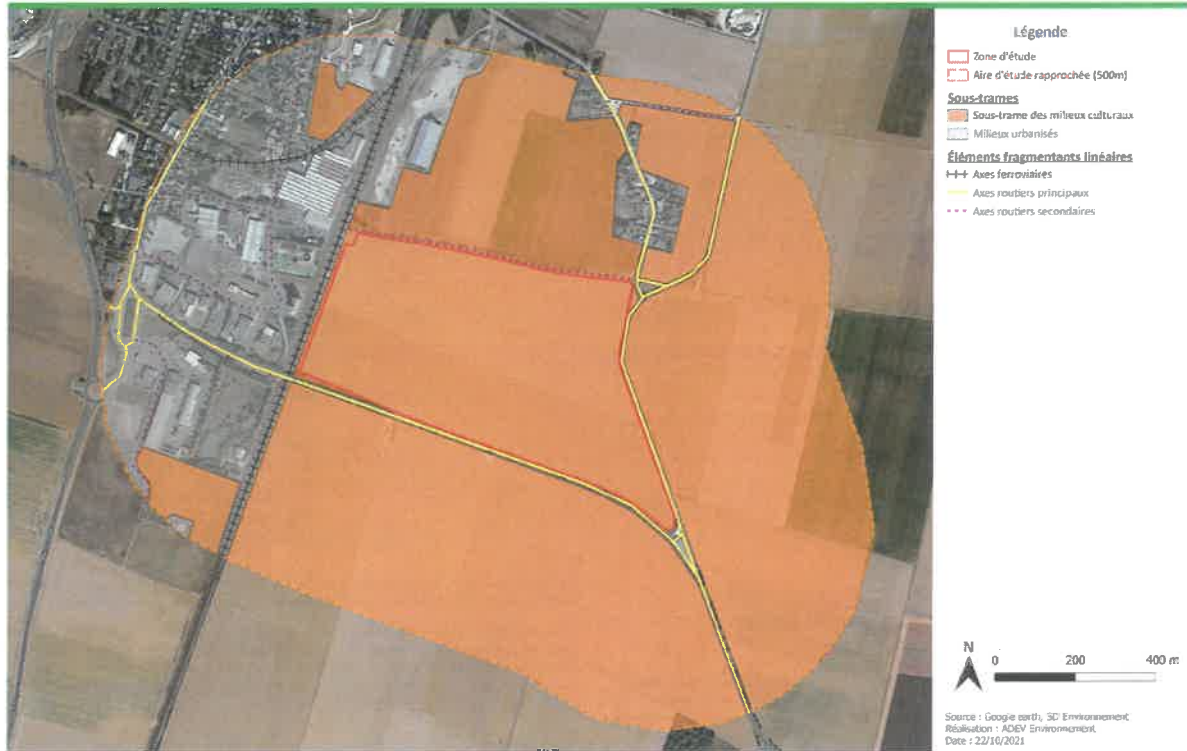 Légende
Zone d'étude
Aire d'étude rapprochée (500m)
Sous-trames
Sous-trame des milieux culturaux
Milieux urbanisés
Éléments fragmentants linéaires
Axes ferroviaires
Axes routiers principaux
Axes routiers secondaires
N
0 200 400 m
Source : Google earth, 3D Environnement
Réalisation : ADEV Environnement
Date : 22/10/2021